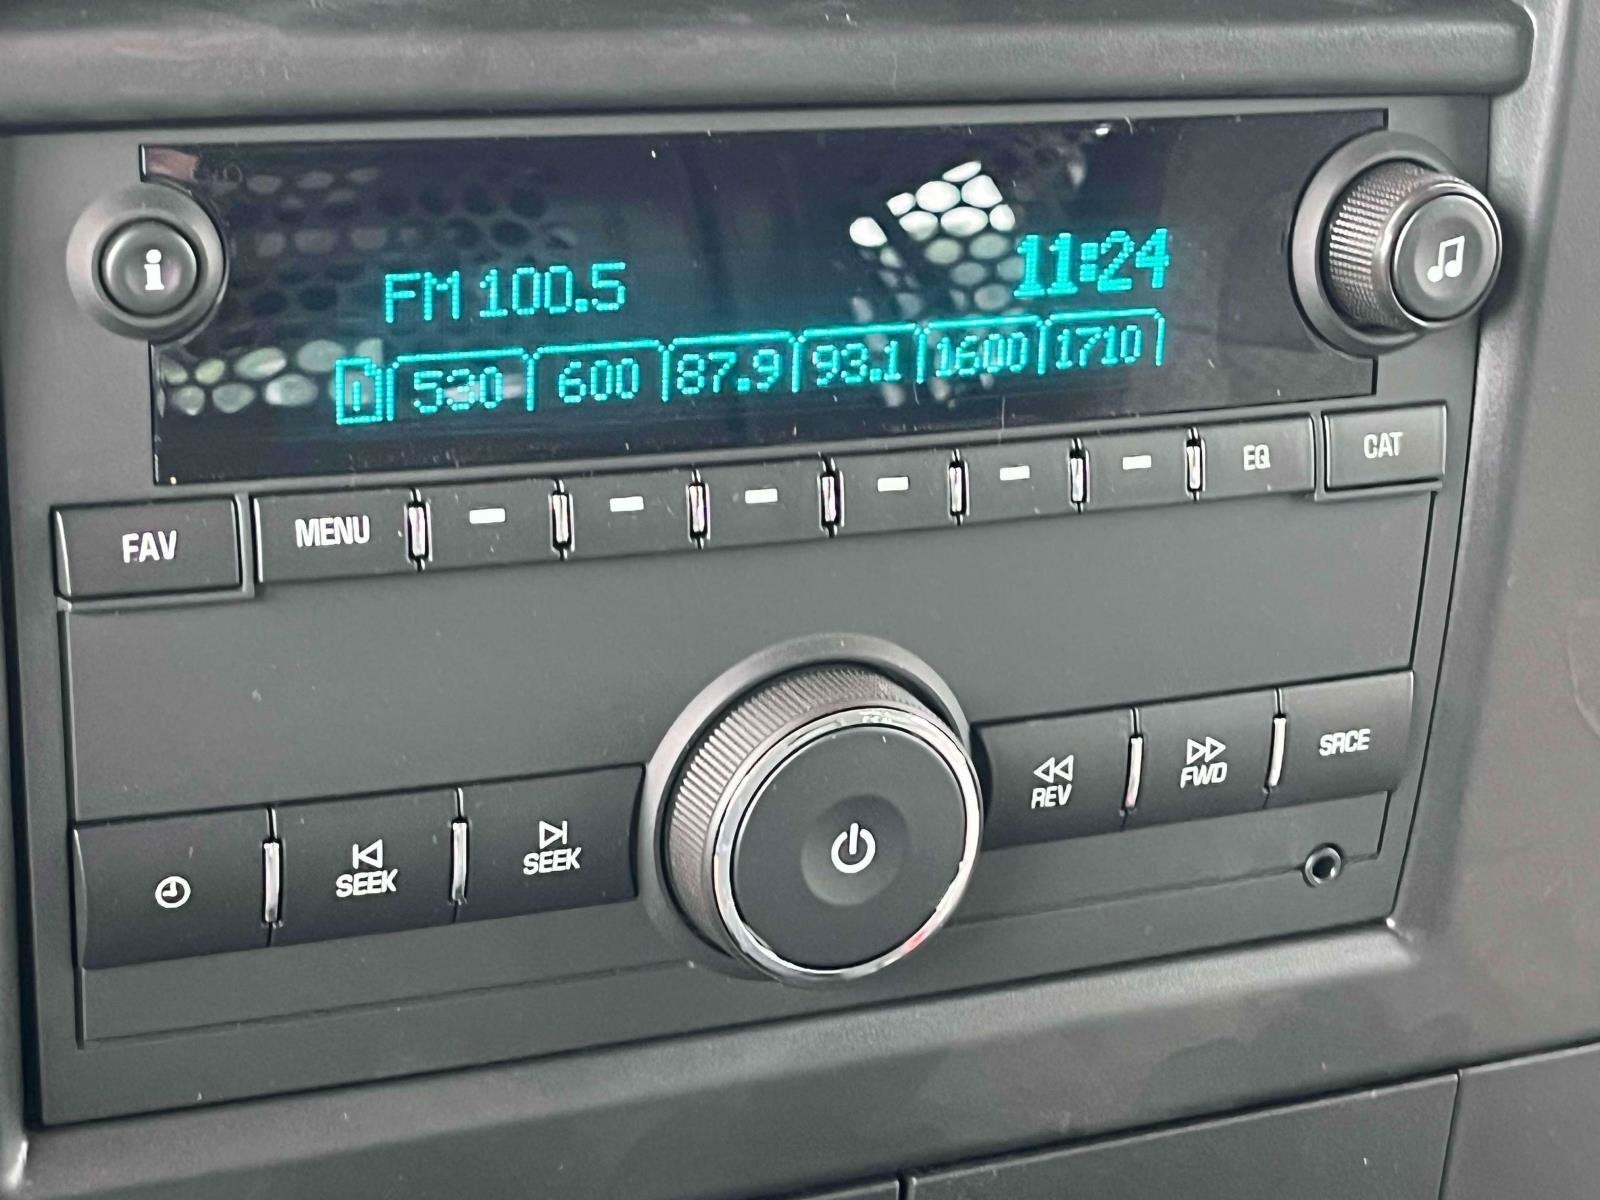 i
FM 100.5 11:24
1 530 600 87.9 93.1 1600 1710
FAV MENU EQ CAT
SEEK SEEK REV FWD SRCE